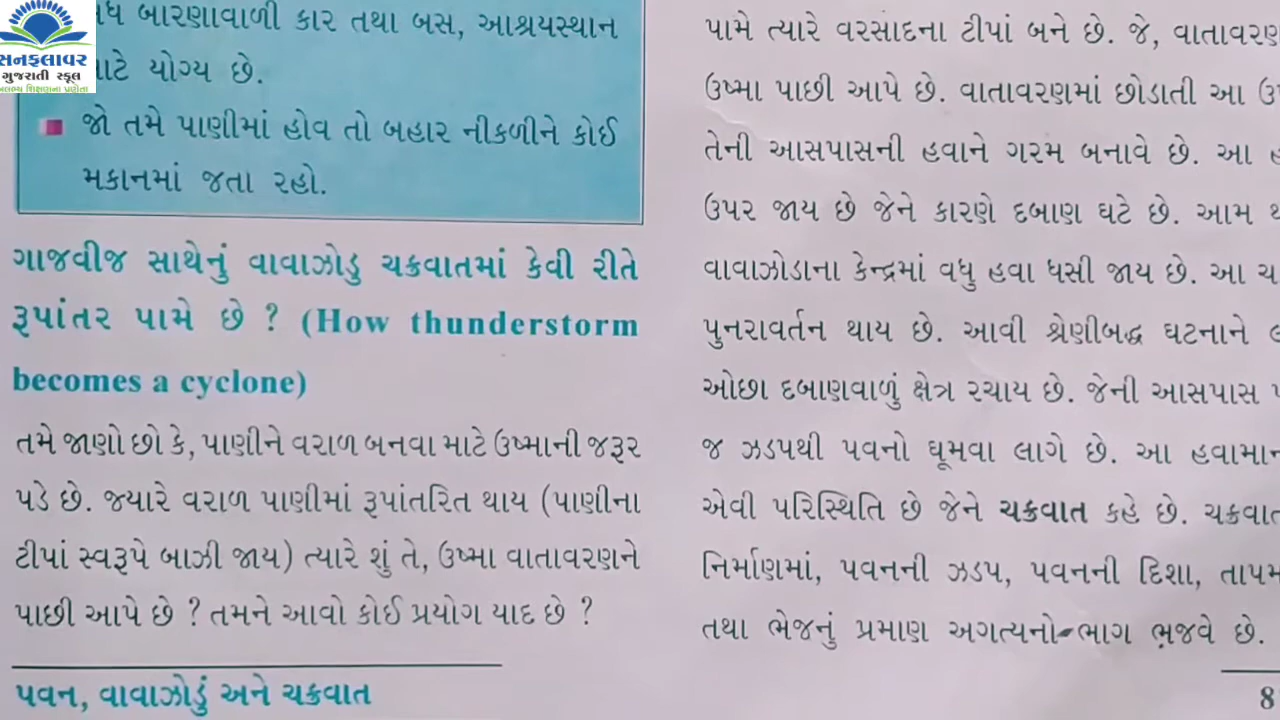 સનફલાવર
ગુજરાતી સ્કૂલ
બારણાવાળી કાર તથા બસ, આશ્રયસ્થાન
માટે યોગ્ય છે.
જો તમે પાણીમાં હોવ તો બહાર નીકળીને કોઈ
મકાનમાં જતા રહો.
ગાજવીજ સાથેનું વાવાઝોડુ ચક્રવાતમાં કેવી રીતે
રૂપાંતર પામે છે ? (How thunderstorm
becomes a cyclone)
તમે જાણો છો કે, પાણીને વરાળ બનવા માટે ઉષ્માની જરૂર
પડે છે. જ્યારે વરાળ પાણીમાં રૂપાંતરિત થાય (પાણીના
ટીપાં સ્વરૂપે બાઝી જાય) ત્યારે શું તે, ઉષ્મા વાતાવરણને
પાછી આપે છે ? તમને આવો કોઈ પ્રયોગ યાદ છે ?
પવન, વાવાઝોડું અને ચક્રવાત
પામે ત્યારે વરસાદના ટીપાં બને છે. જે, વાતાવરણ
ઉષ્મા પાછી આપે છે. વાતાવરણમાં છોડાતી આ
તેની આસપાસની હવાને ગરમ બનાવે છે. આ
ઉપર જાય છે જેને કારણે દબાણ ઘટે છે. આમ
વાવાઝોડાના કેન્દ્રમાં વધુ હવા ધસી જાય છે. આ
પુનરાવર્તન થાય છે. આવી શ્રેણીબદ્ધ ઘટનાને
ઓછા દબાણવાળું ક્ષેત્ર રચાય છે. જેની આસપાસ
જ ઝડપથી પવનો ઘૂમવા લાગે છે. આ હવામાન
એવી પરિસ્થિતિ છે જેને ચક્રવાત કહે છે. ચક્રવાત
નિર્માણમાં, પવનની ઝડપ, પવનની દિશા,
તથા ભેજનું પ્રમાણ અગત્યનો ભાગ ભજવે છે.
8